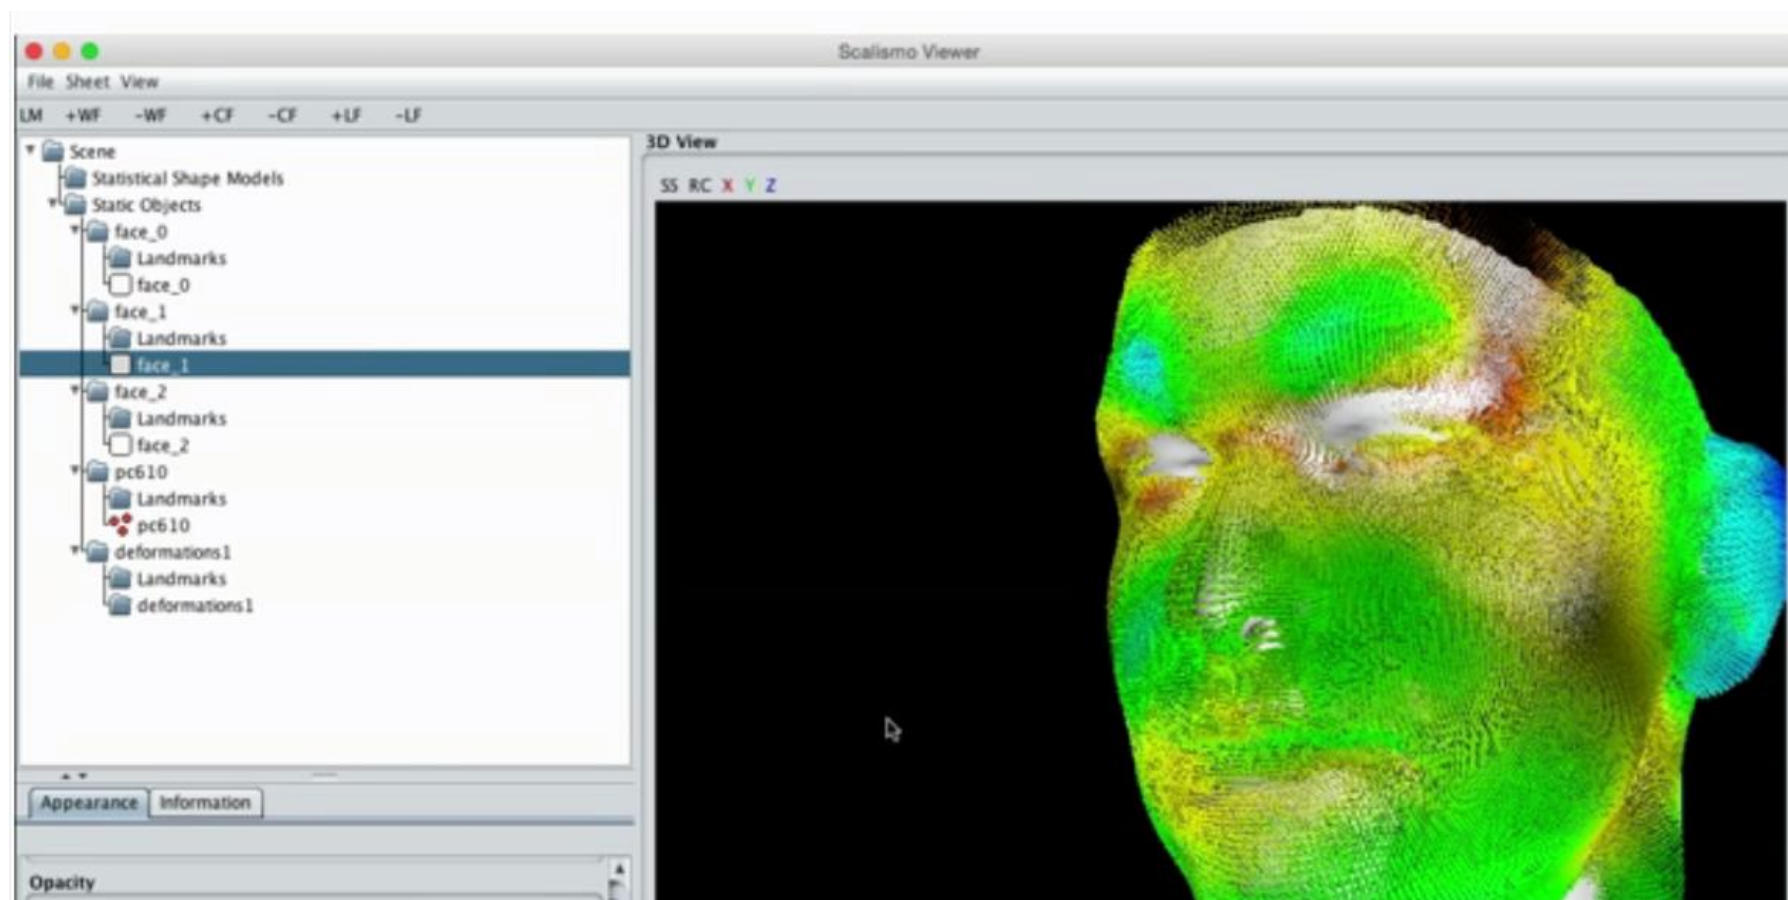 Scalismo Viewer
File Sheet View
LM +WF -WF +CF -CF +LF -LF
Scene
Statistical Shape Models
Static Objects
face_0
Landmarks
face_0
face_1
Landmarks
face_1
face_2
Landmarks
face_2
pc610
Landmarks
pc610
deformations1
Landmarks
deformations1
Appearance Information
Opacity
3D View
SS RC X Y Z